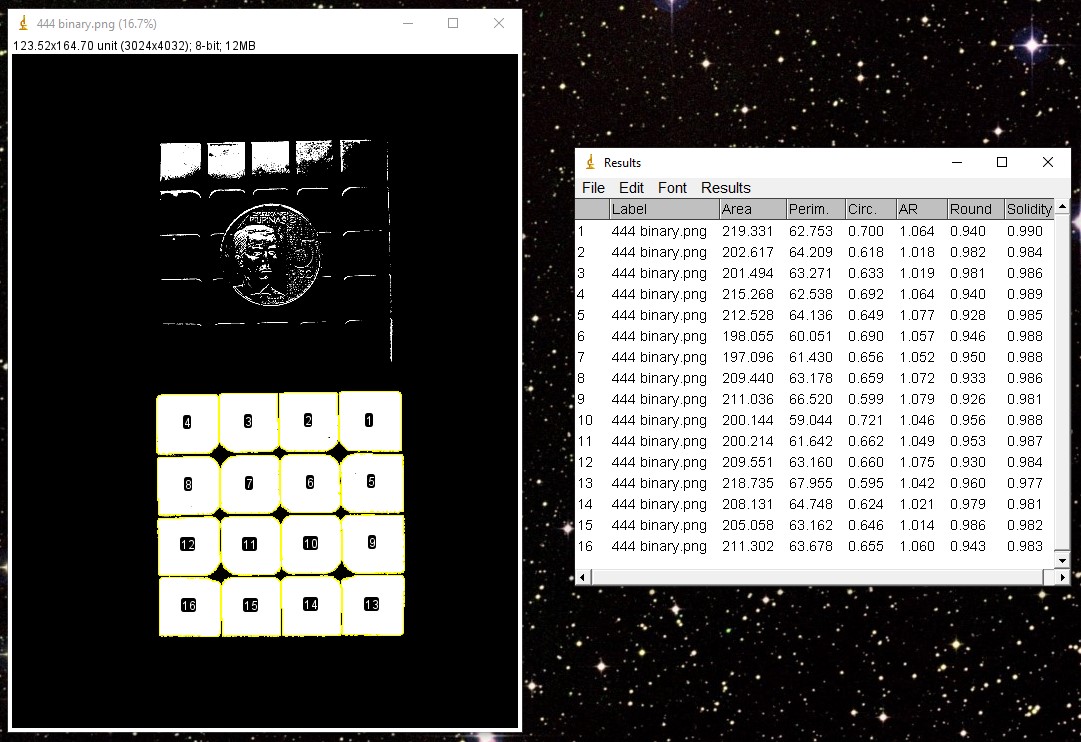 444 binary.png (16.7%)
123.52x164.70 unit (3024x4032); 8-bit; 12MB
4 3 2 1
8 7 6 5
12 11 10 9
16 15 14 13
Results
File Edit Font Results
Label Area Perim. Circ. AR Round Solidity
1 444 binary.png 219.331 62.753 0.700 1.064 0.940 0.990
2 444 binary.png 202.617 64.209 0.618 1.018 0.982 0.984
3 444 binary.png 201.494 63.271 0.633 1.019 0.981 0.986
4 444 binary.png 215.268 62.538 0.692 1.064 0.940 0.989
5 444 binary.png 212.528 64.136 0.649 1.077 0.928 0.985
6 444 binary.png 198.055 60.051 0.690 1.057 0.946 0.988
7 444 binary.png 197.096 61.430 0.656 1.052 0.950 0.988
8 444 binary.png 209.440 63.178 0.659 1.072 0.933 0.986
9 444 binary.png 211.036 66.520 0.599 1.079 0.926 0.981
10 444 binary.png 200.144 59.044 0.721 1.046 0.956 0.988
11 444 binary.png 200.214 61.642 0.662 1.049 0.953 0.987
12 444 binary.png 209.551 63.160 0.660 1.075 0.930 0.984
13 444 binary.png 218.735 67.955 0.595 1.042 0.960 0.977
14 444 binary.png 208.131 64.748 0.624 1.021 0.979 0.981
15 444 binary.png 205.058 63.162 0.646 1.014 0.986 0.982
16 444 binary.png 211.302 63.678 0.655 1.060 0.943 0.983